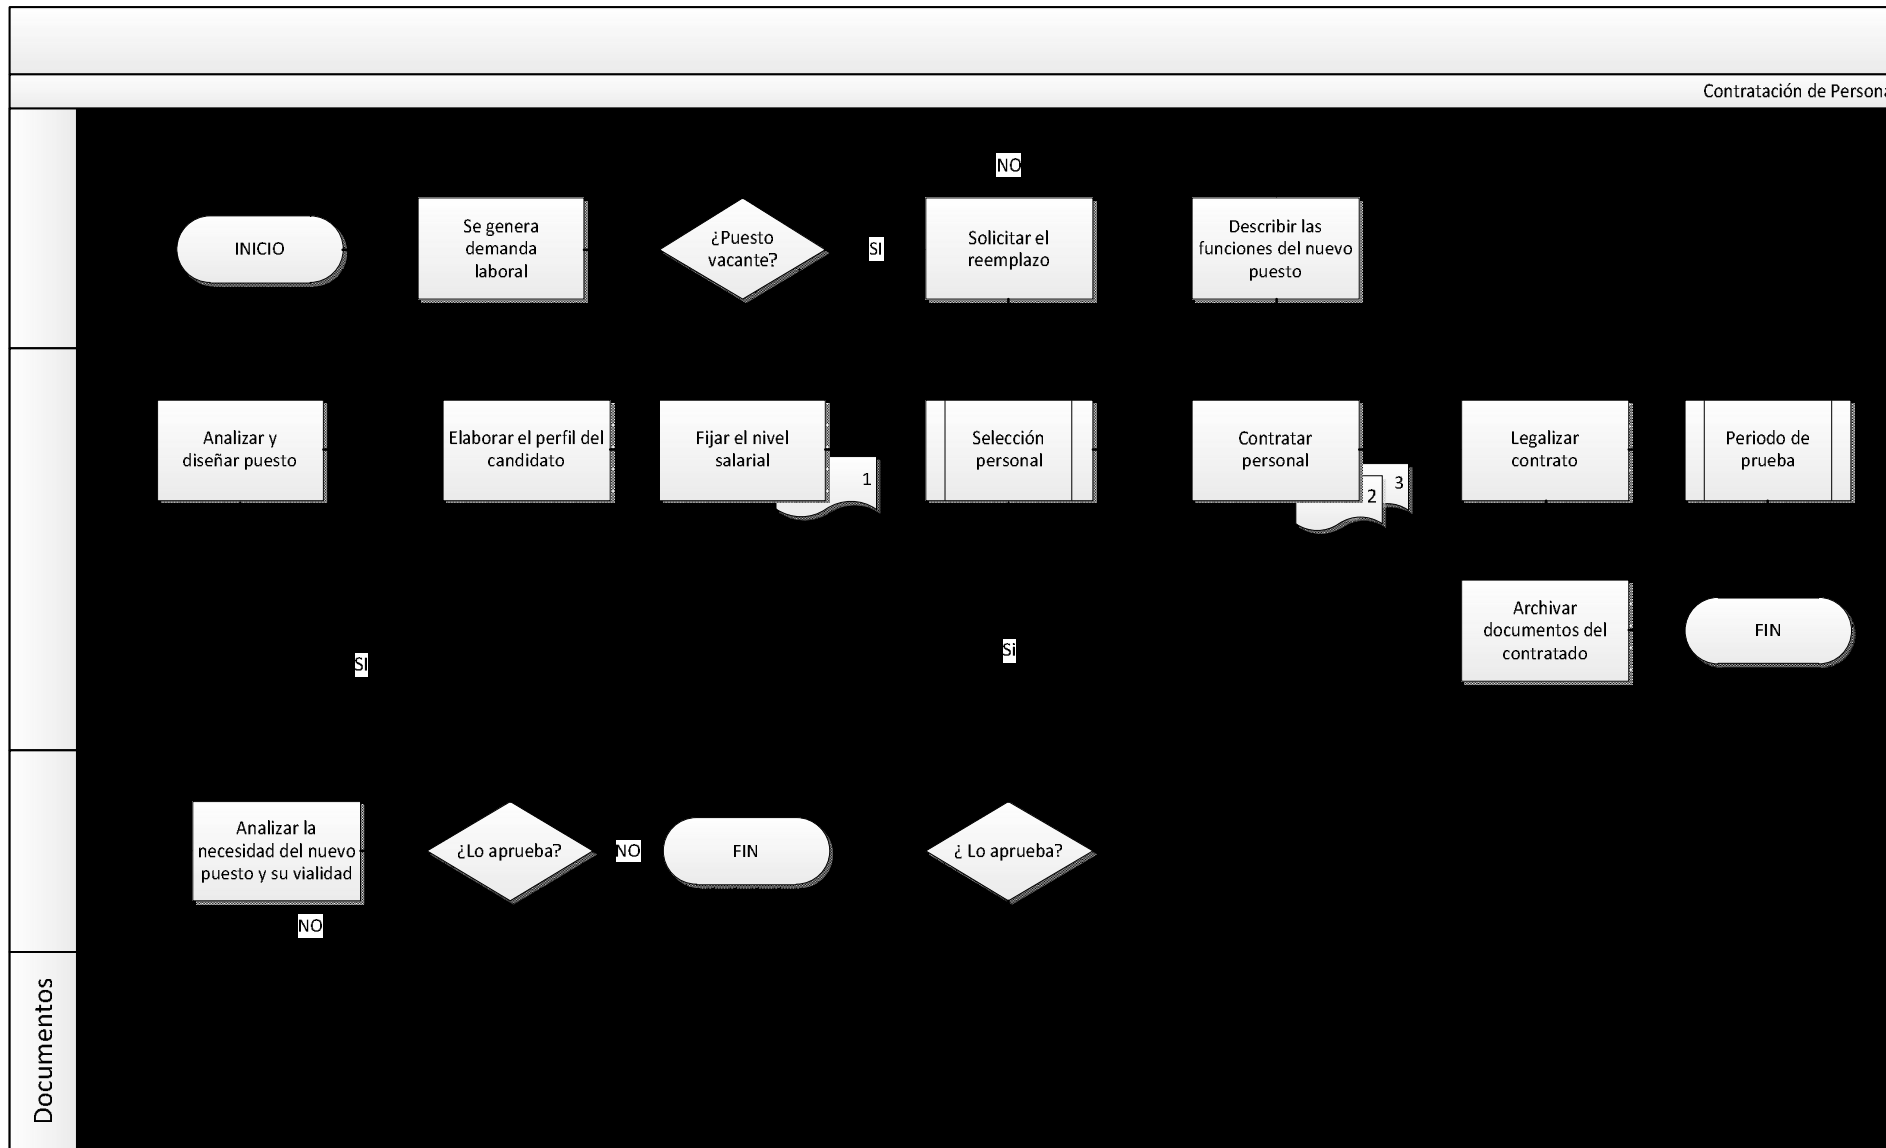 Contratación de Persona
NO
INICIO
Se genera
demanda
laboral
¿Puesto
vacante?
SI
Solicitar el
reemplazo
Describir las
funciones del nuevo
puesto
Analizar y
diseñar puesto
Elaborar el perfil del
candidato
Fijar el nivel
salarial
1
Selección
personal
Contratar
personal
2
3
Legalizar
contrato
Periodo de
prueba
Archivar
documentos del
contratado
FIN
SI
Si
Analizar la
necesidad del nuevo
puesto y su vialidad
¿Lo aprueba?
NO
FIN
¿ Lo aprueba?
NO
Documentos